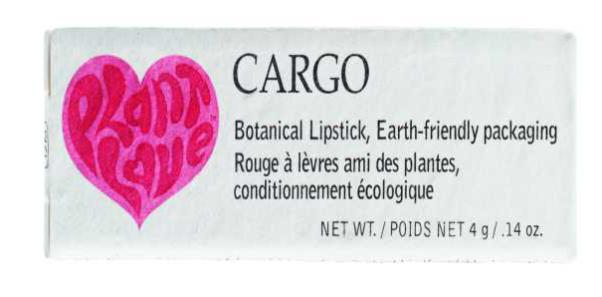 Plant
Love™
CARGO
Botanical Lipstick, Earth-friendly packaging
Rouge à lèvres ami des plantes,
conditionnement écologique
NET WT. / POIDS NET 4 g / .14 oz.